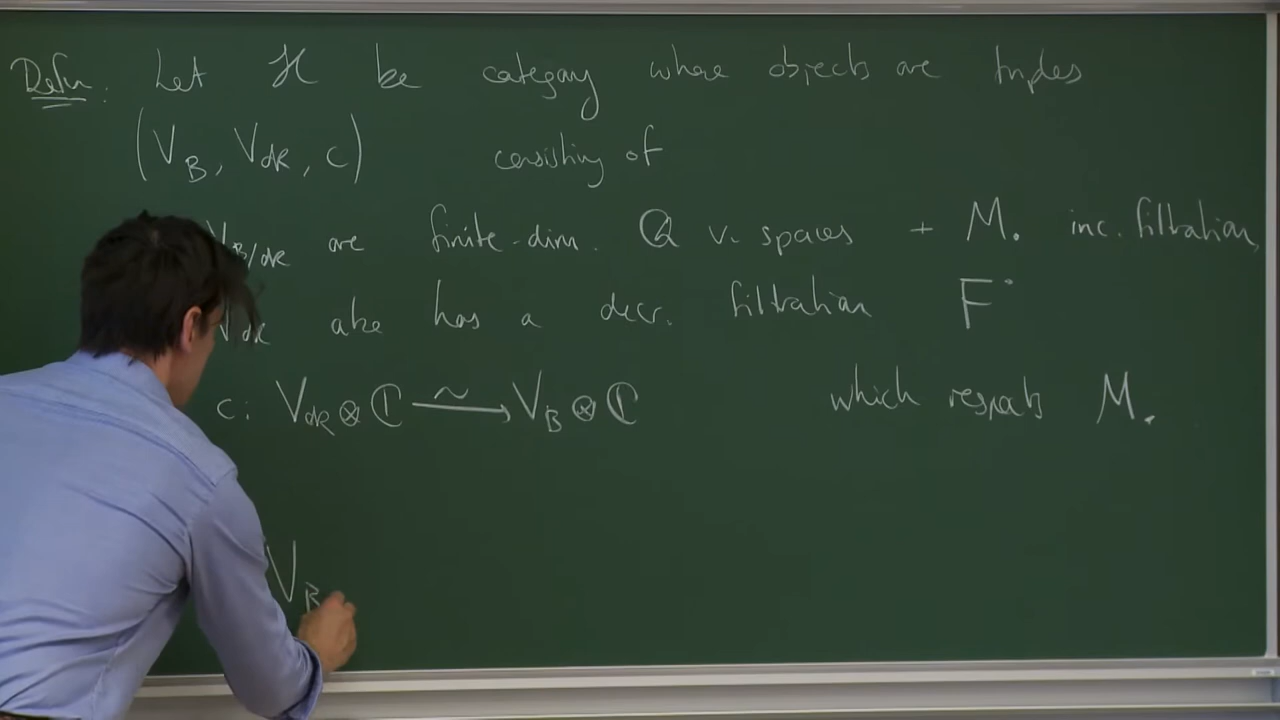 Defn: Let ℋ be category where objects are triples
(V_B, V_dR, c) consisting of
V_B/dR are finite-dim. ℚ v. spaces + M. inc. filtration,
V_dR also has a decr. filtration F˙
c: V_dR ⊗ ℂ ⥲ V_B ⊗ ℂ which respects M.
V_B